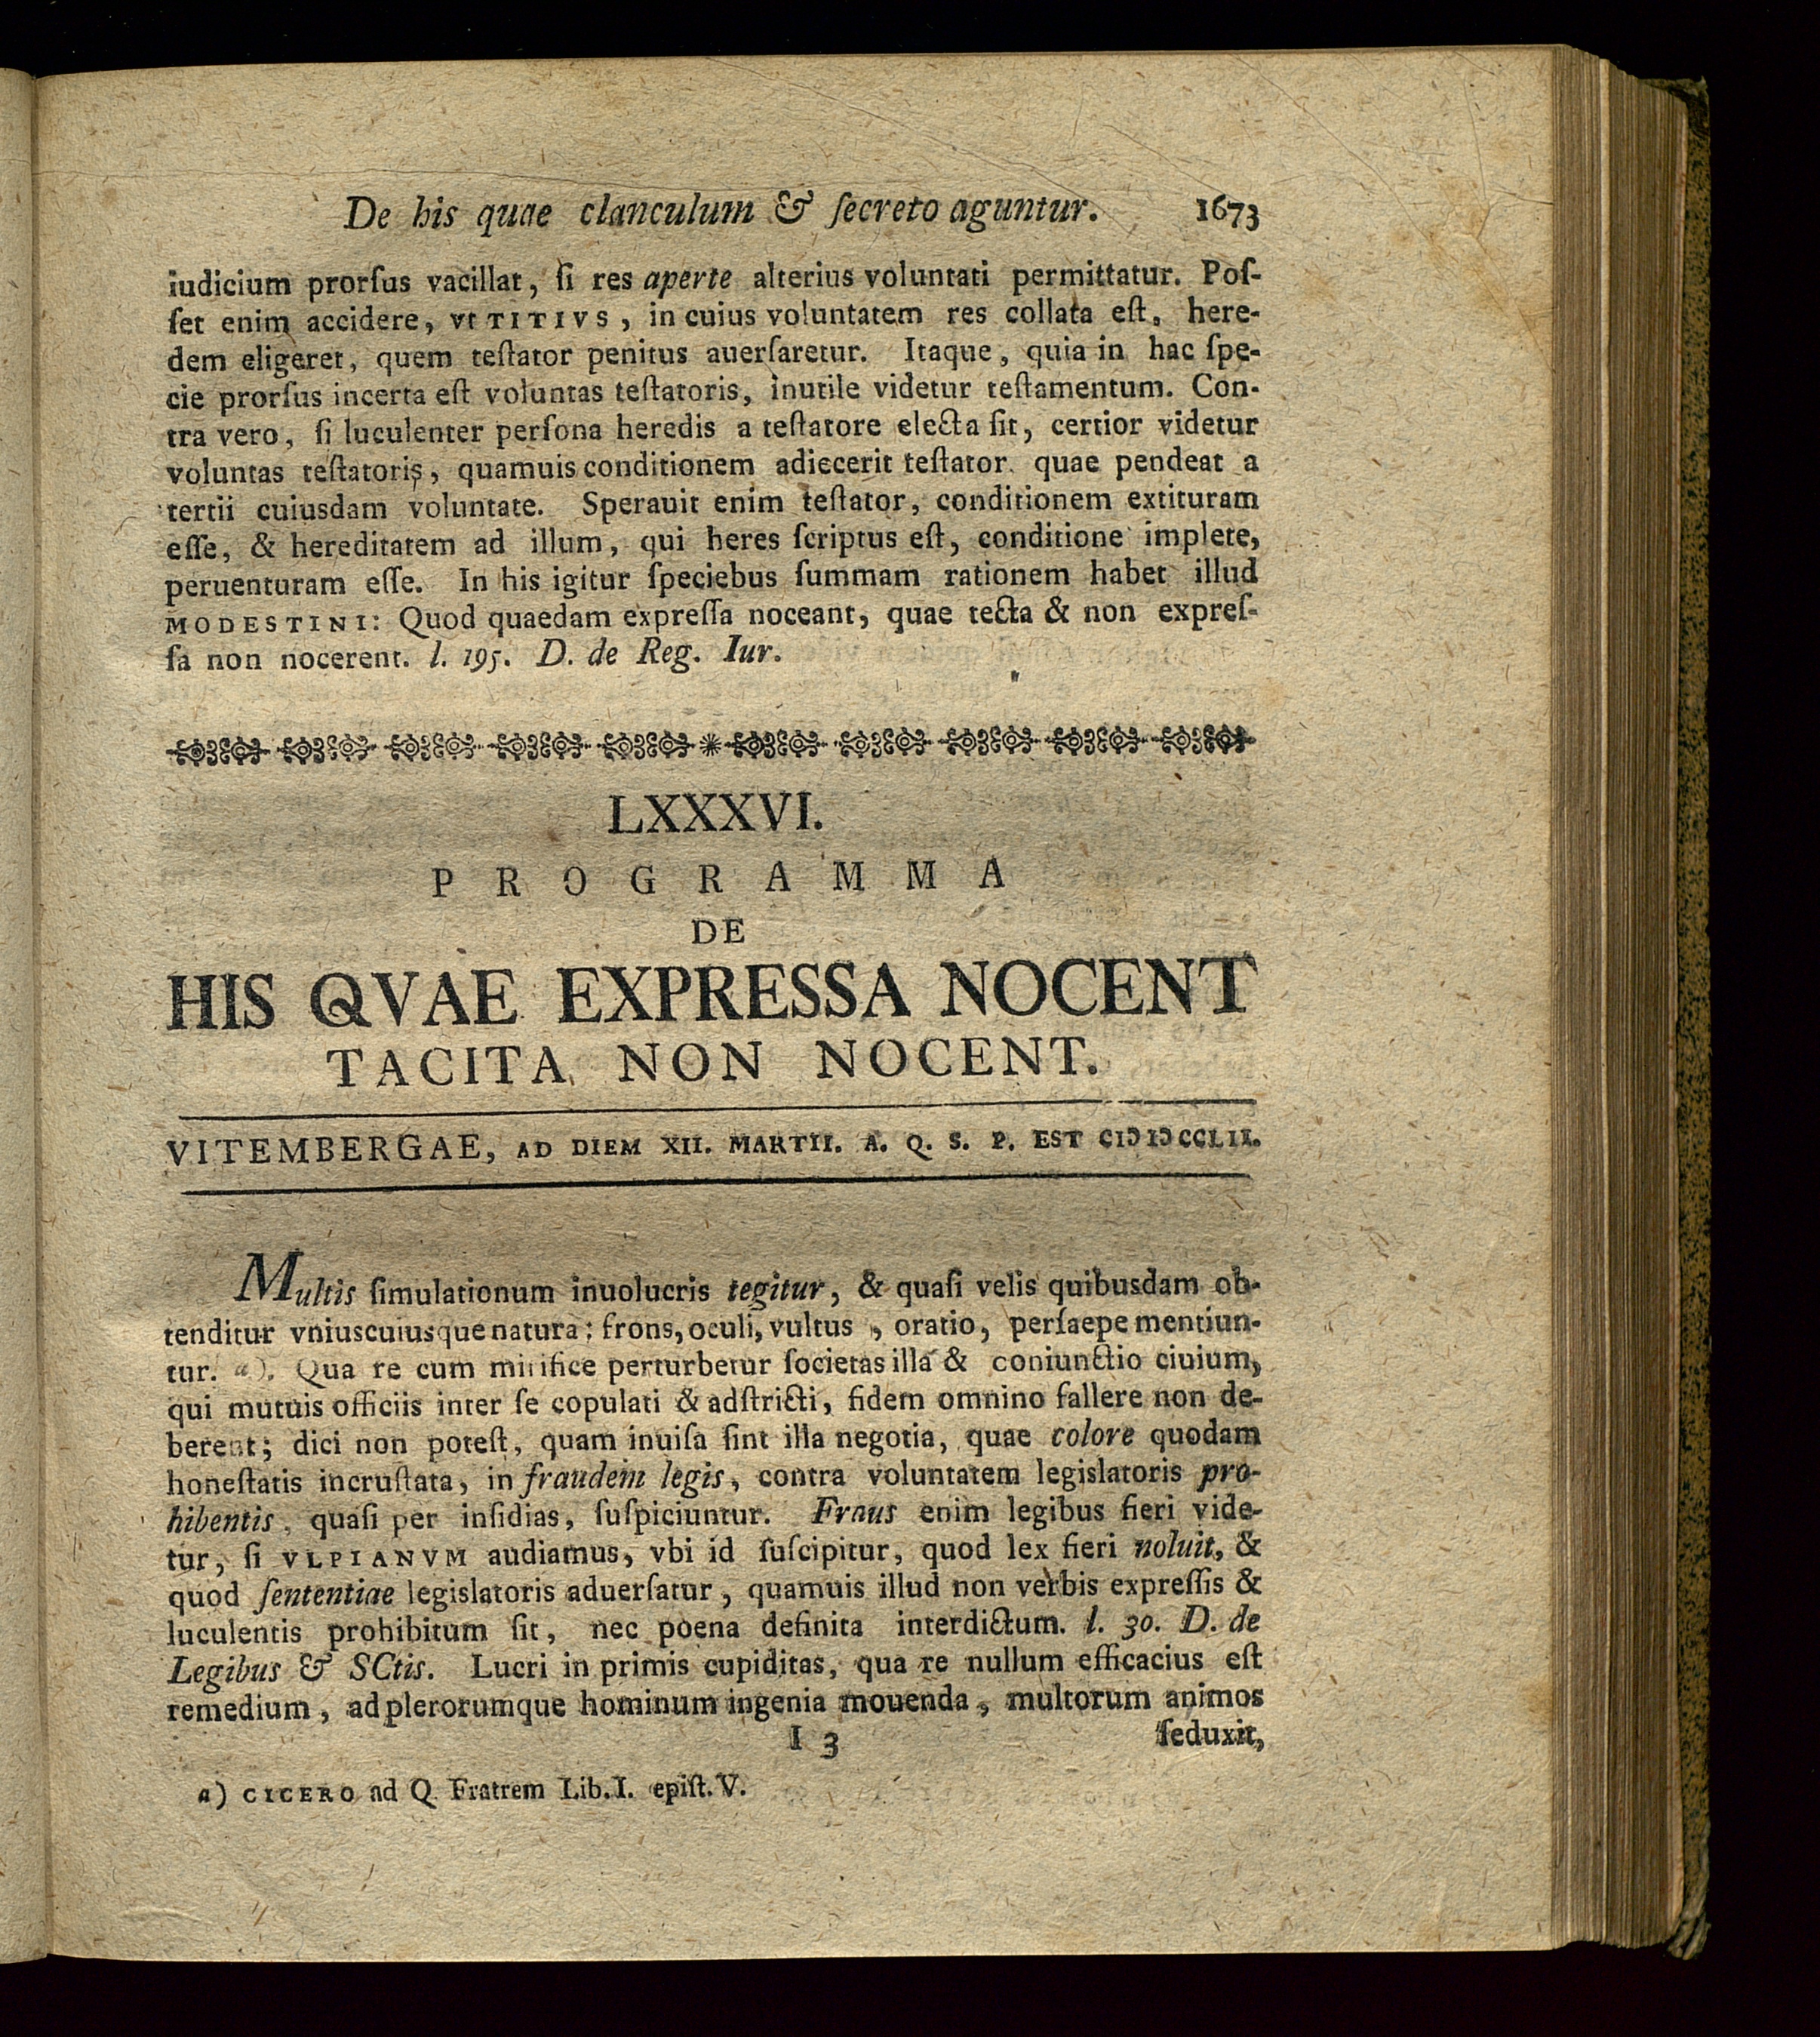 De his quae clanculum & ſecreto aguntur. 1673
iudicium prorſus vacillat, ſi res aperte alterius voluntati permittatur. Poſ-
ſet enim accidere, vt TITIVS, in cuius voluntatem res collata eſt, here-
dem eligeret, quem teſtator penitus auerſaretur. Itaque, quia in hac ſpe-
cie prorſus incerta eſt voluntas teſtatoris, inutile videtur teſtamentum. Con-
tra vero, ſi luculenter perſona heredis a teſtatore electa ſit, certior videtur
voluntas teſtatoris, quamuis conditionem adiecerit teſtator. quae pendeat a
tertii cuiusdam voluntate. Sperauit enim teſtator, conditionem extituram
eſſe, & hereditatem ad illum, qui heres ſcriptus eſt, conditione implete,
peruenturam eſſe. In his igitur ſpeciebus ſummam rationem habet illud
MODESTINI: Quod quaedam expreſſa noceant, quae tecta & non expreſ-
ſa non nocerent. l. 195. D. de Reg. Iur.
LXXXVI.
PROGRAMMA
DE
HIS QVAE EXPRESSA NOCENT
TACITA NON NOCENT.
VITEMBERGAE, AD DIEM XII. MARTII. A. Q. S. P. EST CIƆIƆCCLII.
Multis ſimulationum inuolucris tegitur, & quaſi velis quibusdam ob-
tenditur vniuscuiusque natura: frons, oculi, vultus, oratio, perſaepe mentiun-
tur. a). Qua re cum mirifice perturbetur ſocietas illa & coniunctio ciuium,
qui mutuis officiis inter ſe copulati & adſtricti, fidem omnino fallere non de-
berent; dici non poteſt, quam inuiſa ſint illa negotia, quae colore quodam
honeſtatis incruſtata, in fraudem legis, contra voluntatem legislatoris pro-
hibentis, quaſi per inſidias, ſuſpiciuntur. Fraus enim legibus fieri vide-
tur, ſi VLPIANVM audiamus, vbi id ſuſcipitur, quod lex fieri noluit, &
quod ſententiae legislatoris aduerſatur, quamuis illud non verbis expreſſis &
luculentis prohibitum ſit, nec poena definita interdictum. l. 30. D. de
Legibus & SCtis. Lucri in primis cupiditas, qua re nullum efficacius eſt
remedium, ad plerorumque hominum ingenia mouenda, multorum animos
I 3 ſeduxit,
a) CICERO ad Q. Fratrem Lib. I. epiſt. V.